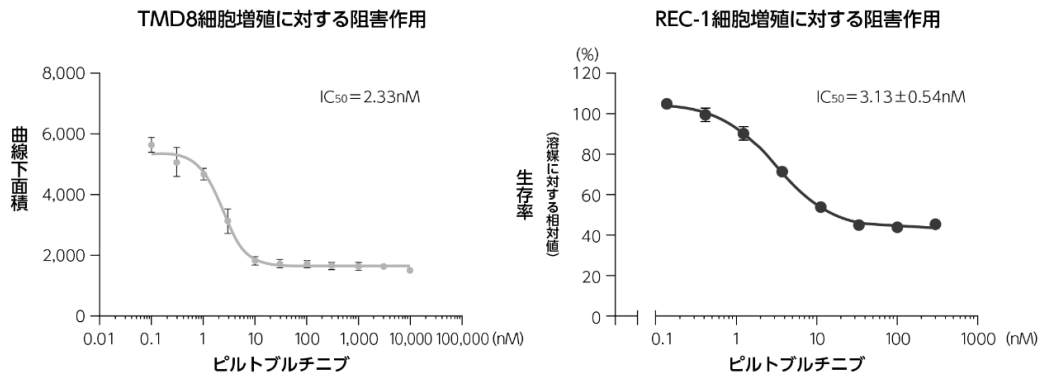 TMD8細胞増殖に対する阻害作用
8,000
6,000
4,000
2,000
0
曲線下面積
IC50＝2.33nM
0.01 0.1 1 10 100 1,000 10,000 100,000 (nM)
ピルトブルチニブ
REC-1細胞増殖に対する阻害作用
(%)
120
100
80
60
40
20
0
生存率
(溶媒に対する相対値)
IC50＝3.13±0.54nM
0.1 1 10 100 1000 (nM)
ピルトブルチニブ